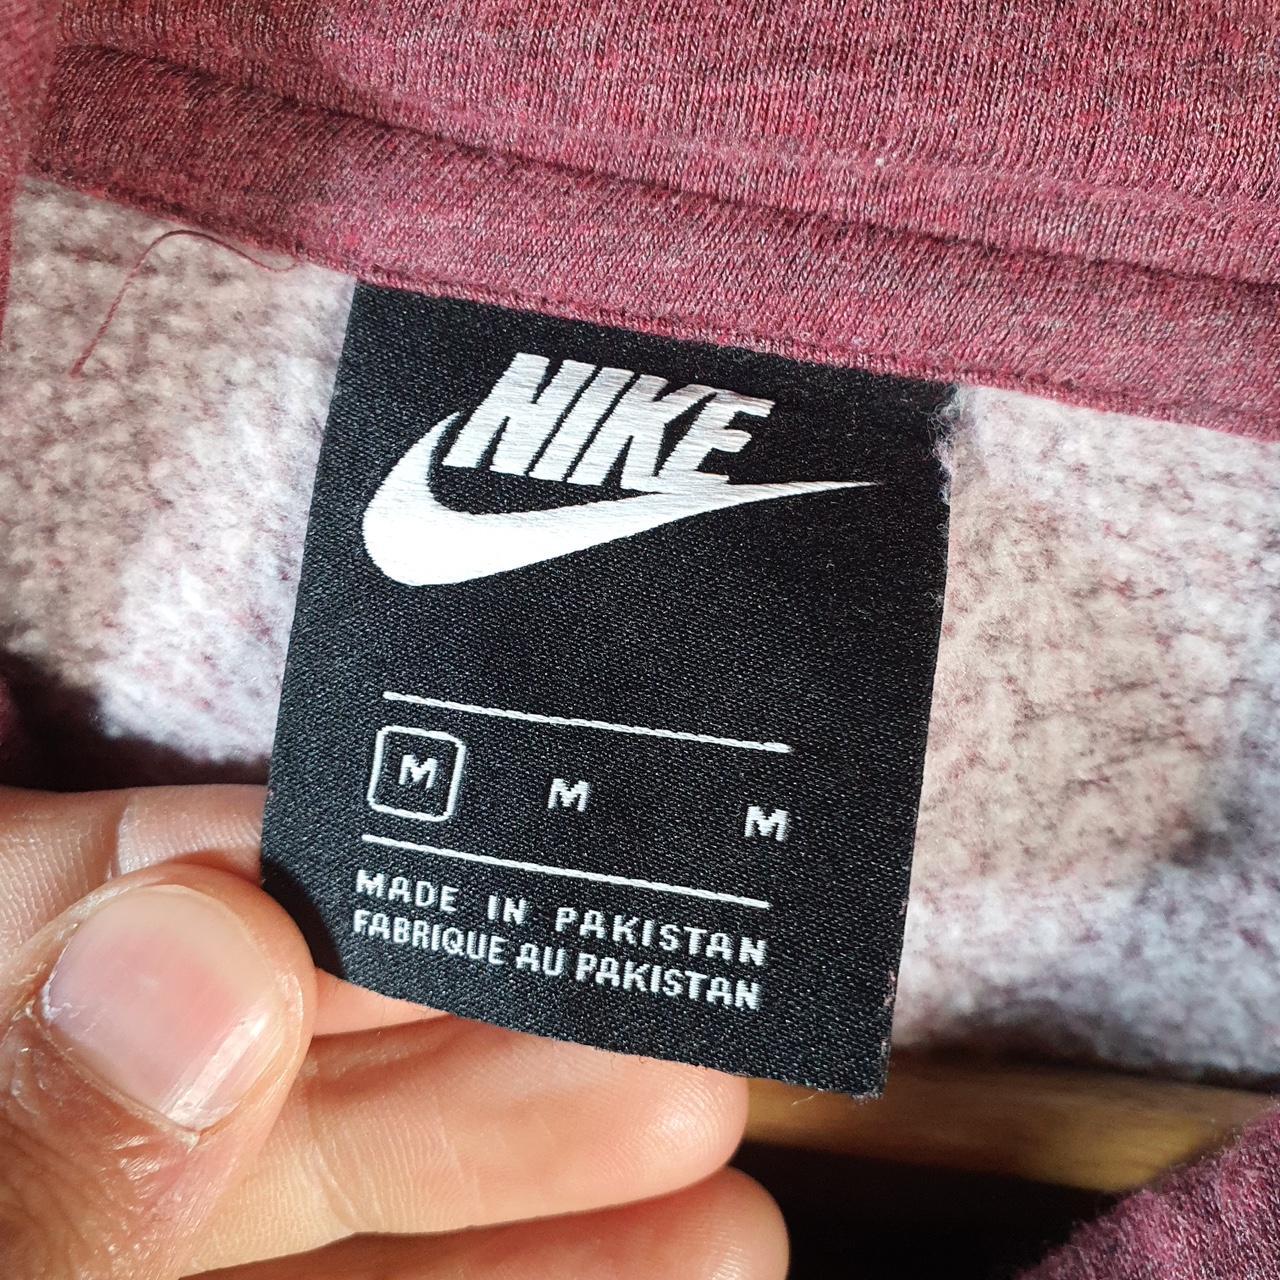 NIKE
M M M
MADE IN PAKISTAN
FABRIQUE AU PAKISTAN